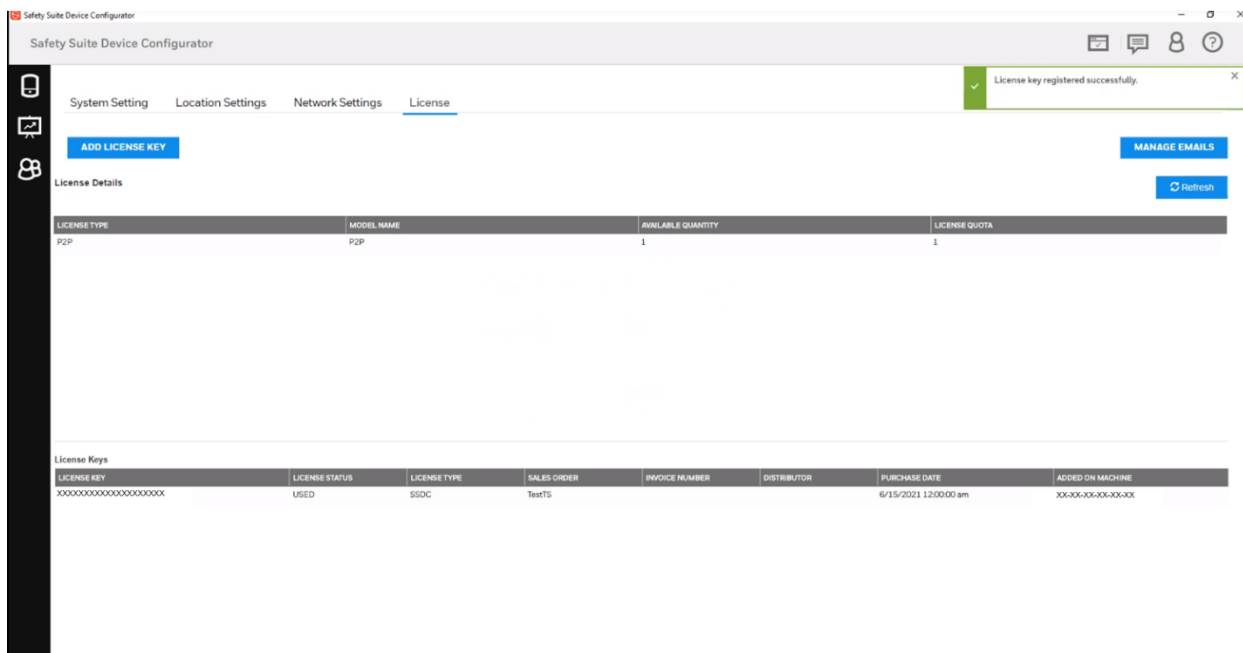 Safety Suite Device Configurator
Safety Suite Device Configurator
License key registered successfully.
System Setting Location Settings Network Settings License
ADD LICENSE KEY MANAGE EMAILS
License Details
Refresh
LICENSE TYPE MODEL NAME AVAILABLE QUANTITY LICENSE QUOTA
P2P P2P 1 1
License Keys
LICENSE KEY LICENSE STATUS LICENSE TYPE SALES ORDER INVOICE NUMBER DISTRIBUTOR PURCHASE DATE ADDED ON MACHINE
XXXXXXXXXXXXXXXXXXXX USED SSDC TestTS 6/15/2021 12:00:00 am XX-XX-XX-XX-XX-XX